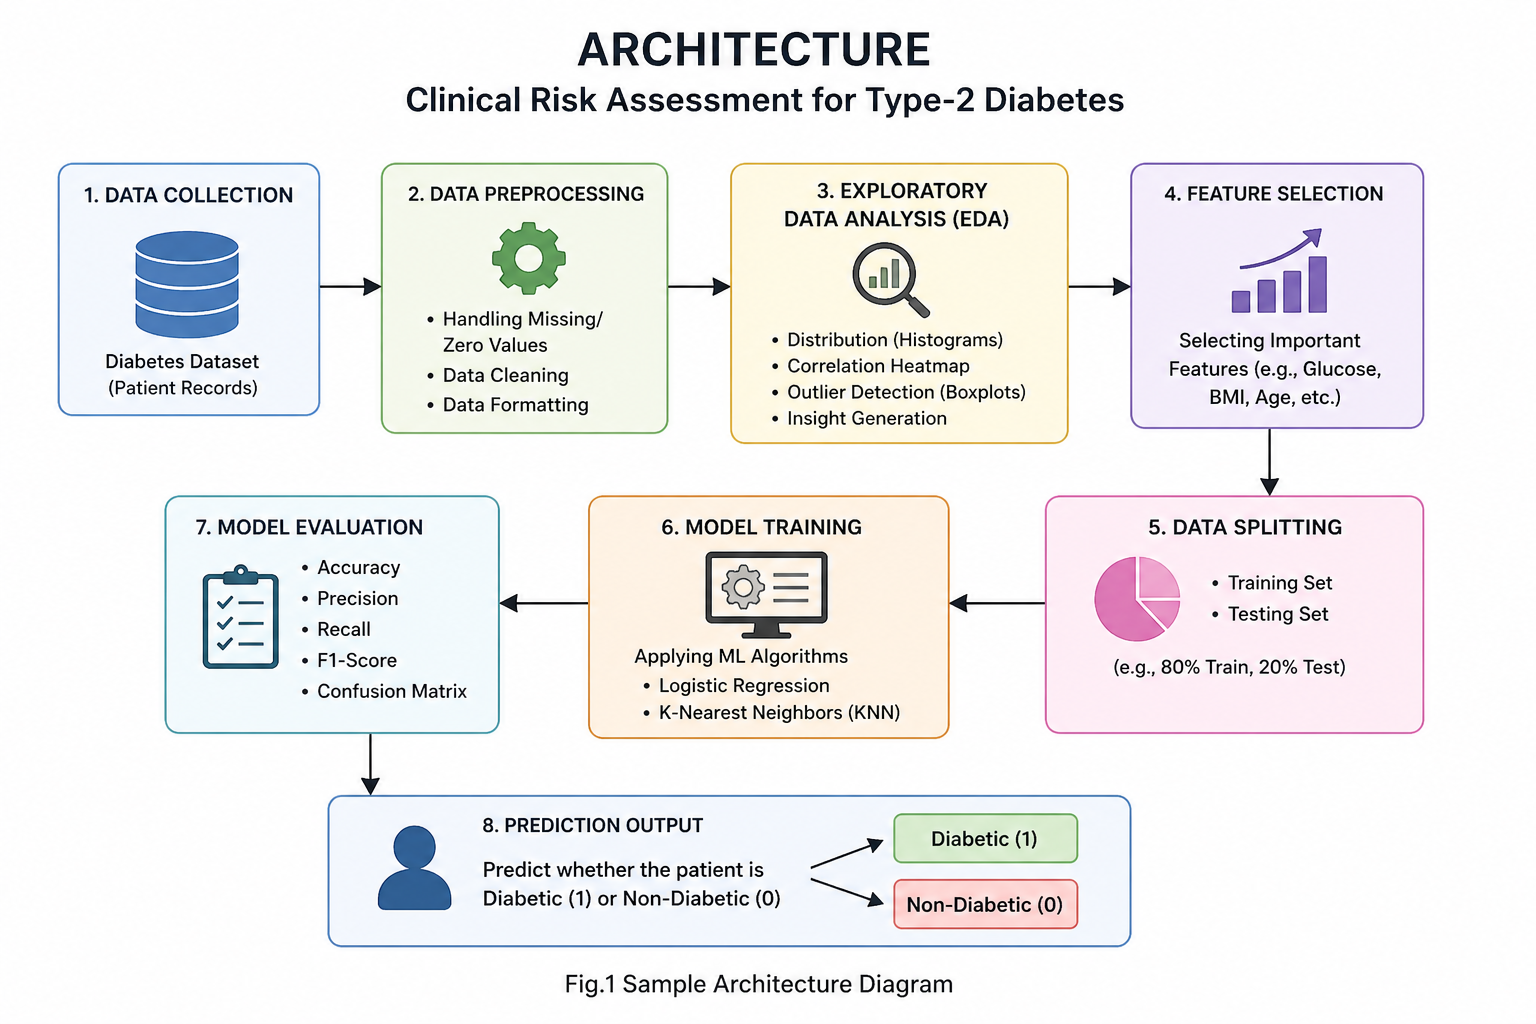 ARCHITECTURE
Clinical Risk Assessment for Type-2 Diabetes
1. DATA COLLECTION
Diabetes Dataset
(Patient Records)
2. DATA PREPROCESSING
• Handling Missing/
Zero Values
• Data Cleaning
• Data Formatting
3. EXPLORATORY
DATA ANALYSIS (EDA)
• Distribution (Histograms)
• Correlation Heatmap
• Outlier Detection (Boxplots)
• Insight Generation
4. FEATURE SELECTION
Selecting Important
Features (e.g., Glucose,
BMI, Age, etc.)
5. DATA SPLITTING
• Training Set
• Testing Set
(e.g., 80% Train, 20% Test)
6. MODEL TRAINING
Applying ML Algorithms
• Logistic Regression
• K-Nearest Neighbors (KNN)
7. MODEL EVALUATION
• Accuracy
• Precision
• Recall
• F1-Score
• Confusion Matrix
8. PREDICTION OUTPUT
Predict whether the patient is
Diabetic (1) or Non-Diabetic (0)
Diabetic (1)
Non-Diabetic (0)
Fig.1 Sample Architecture Diagram